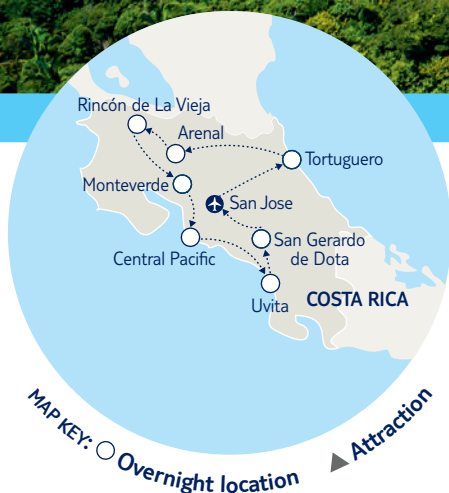 Rincón de La Vieja
Arenal
Tortuguero
Monteverde
San Jose
Central Pacific
San Gerardo
de Dota
Uvita
COSTA RICA
MAP KEY: Overnight location
Attraction